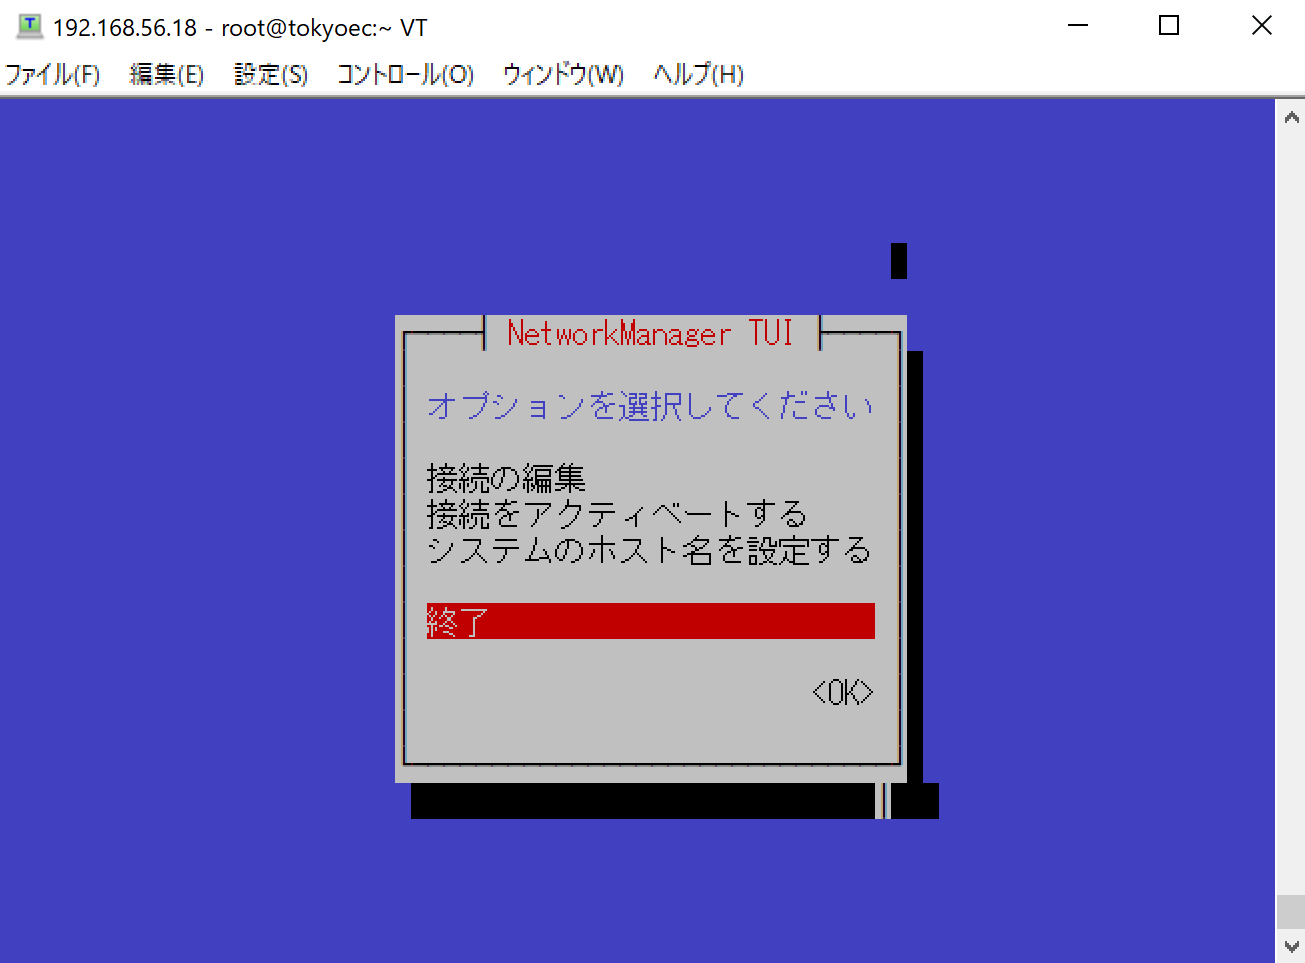 192.168.56.18 - root@tokyoec:~ VT
ファイル(F) 編集(E) 設定(S) コントロール(O) ウィンドウ(W) ヘルプ(H)
NetworkManager TUI
オプションを選択してください
接続の編集
接続をアクティベートする
システムのホスト名を設定する
終了
<OK>